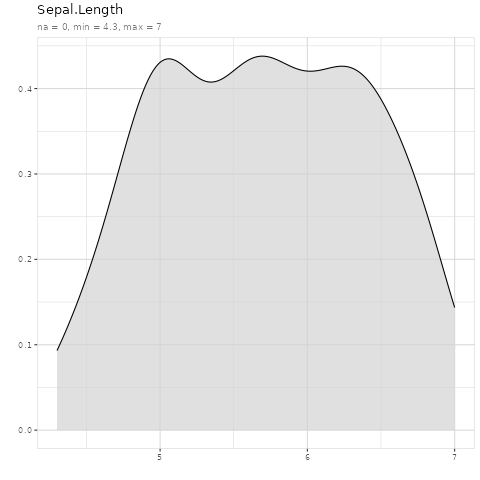 Sepal.Length
na = 0, min = 4.3, max = 7
0.4
0.3
0.2
0.1
0.0
5 6 7